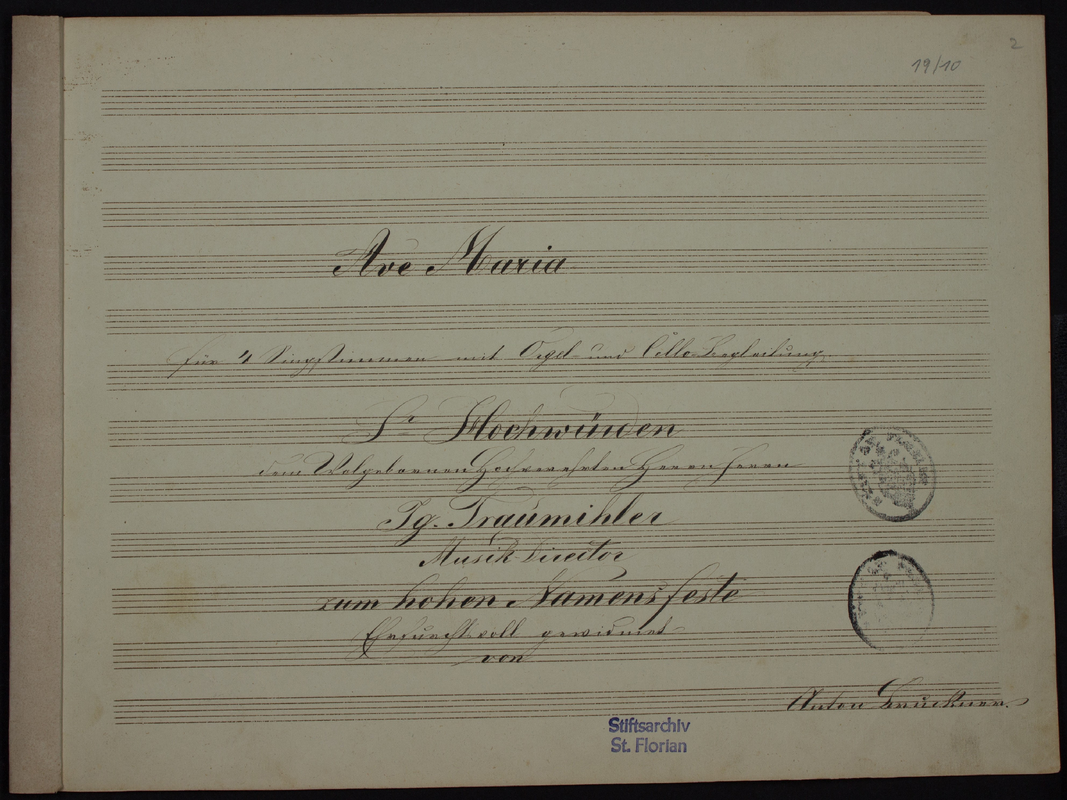 2
19/10
Ave Maria
für 4 Singstimmen mit Orgel- und Cello-Begleitung.
Sr Hochwürden
dem Wolgebornen Hochverehrten Herrn Herrn
Ig. Traumihler
Musik Director
zum hohen Namensfeste
Ehrfurchtsvoll gewidmet
von
Anton Bruckner.
Stiftsarchiv
St. Florian